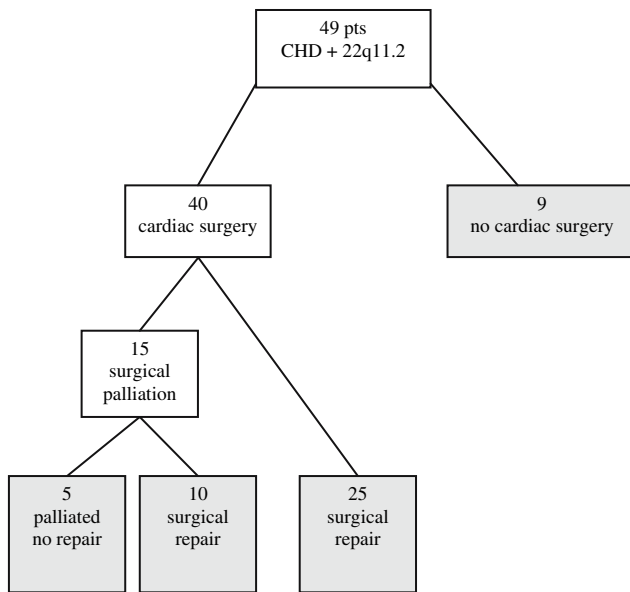 49 pts
CHD + 22q11.2
40
cardiac surgery
9
no cardiac surgery
15
surgical
palliation
5
palliated
no repair
10
surgical
repair
25
surgical
repair